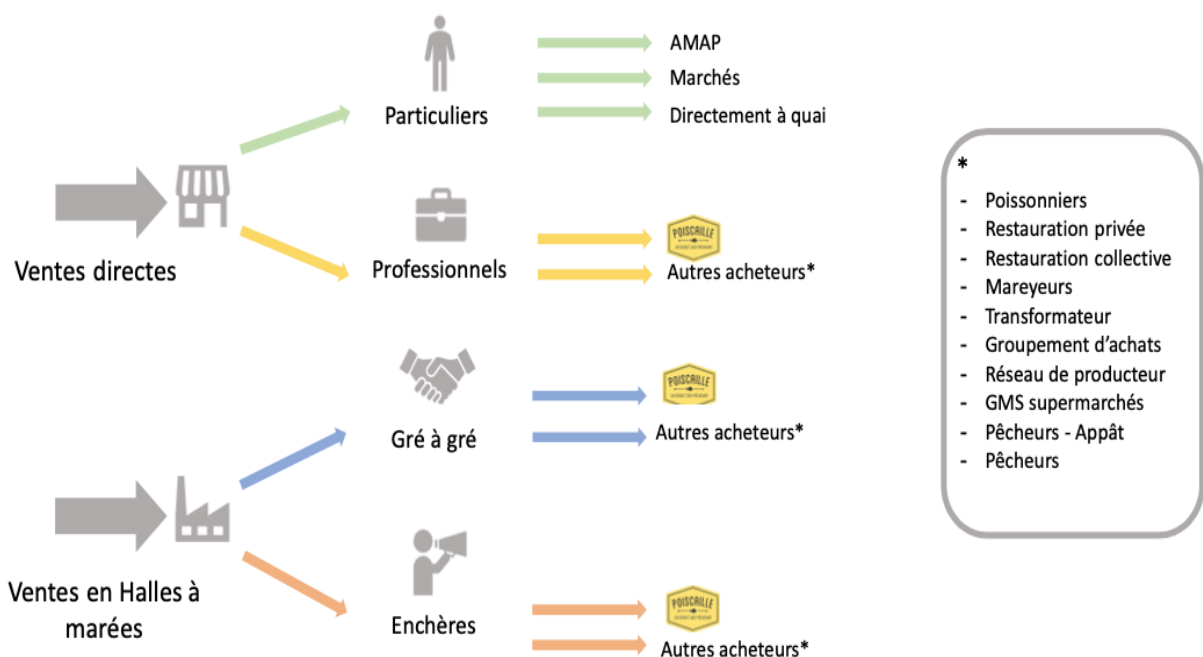 AMAP
Marchés
Particuliers
Directement à quai
Ventes directes
Professionnels
POISCAILLE
Autres acheteurs*
Gré à gré
POISCAILLE
Autres acheteurs*
Ventes en Halles à
marées
Enchères
POISCAILLE
Autres acheteurs*
*
- Poissonniers
- Restauration privée
- Restauration collective
- Mareyeurs
- Transformateur
- Groupement d’achats
- Réseau de producteur
- GMS supermarchés
- Pêcheurs - Appât
- Pêcheurs